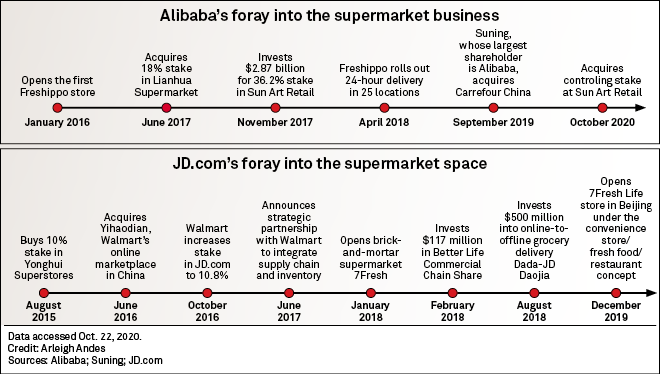 Alibaba's foray into the supermarket business
Opens the first
Freshippo store
January 2016
Acquires
18% stake
in Lianhua
Supermarket
June 2017
Invests
$2.87 billion
for 36.2% stake
in Sun Art Retail
November 2017
Freshippo rolls out
24-hour delivery
in 25 locations
April 2018
Suning,
whose largest
shareholder
is Alibaba,
acquires
Carrefour China
September 2019
Acquires
controling stake
at Sun Art Retail
October 2020
JD.com's foray into the supermarket space
Buys 10%
stake in
Yonghui
Superstores
August
2015
Acquires
Yihaodian,
Walmart's
online
marketplace
in China
June
2016
Walmart
increases
stake
in JD.com
to 10.8%
October
2016
Announces
strategic
partnership
with Walmart
to integrate
supply chain
and inventory
June
2017
Opens brick-
and-mortar
supermarket
7Fresh
January
2018
Invests
$117 million
in Better Life
Commercial
Chain Share
February
2018
Invests
$500 million
into online-to-
offline grocery
delivery
Dada-JD
Daojia
August
2018
Opens
7Fresh Life
store in Beijing
under the
convenience
store/
fresh food/
restaurant
concept
December
2019
Data accessed Oct. 22, 2020.
Credit: Arleigh Andes
Sources: Alibaba; Suning; JD.com